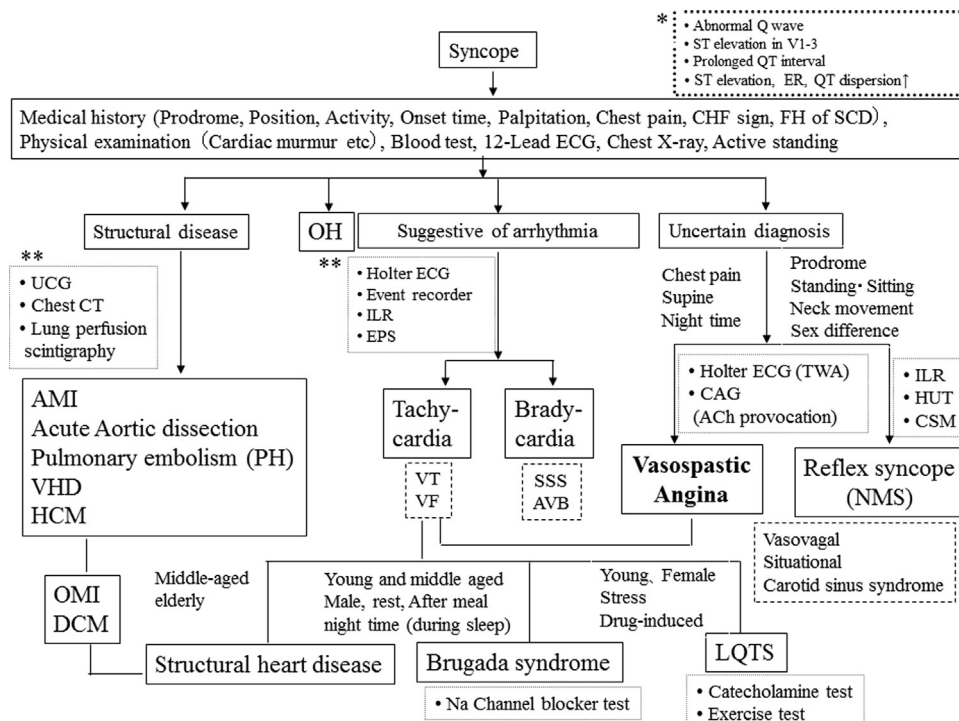 *
• Abnormal Q wave
• ST elevation in V1-3
• Prolonged QT interval
• ST elevation, ER, QT dispersion↑
Syncope
Medical history (Prodrome, Position, Activity, Onset time, Palpitation, Chest pain, CHF sign, FH of SCD),
Physical examination (Cardiac murmur etc), Blood test, 12-Lead ECG, Chest X-ray, Active standing
Structural disease
OH
Suggestive of arrhythmia
Uncertain diagnosis
**
• UCG
• Chest CT
• Lung perfusion
scintigraphy
**
• Holter ECG
• Event recorder
• ILR
• EPS
Chest pain
Supine
Night time
Prodrome
Standing・Sitting
Neck movement
Sex difference
• Holter ECG (TWA)
• CAG
(ACh provocation)
• ILR
• HUT
• CSM
AMI
Acute Aortic dissection
Pulmonary embolism (PH)
VHD
HCM
Tachy-
cardia
Brady-
cardia
VT
VF
SSS
AVB
Vasospastic
Angina
Reflex syncope
(NMS)
Vasovagal
Situational
Carotid sinus syndrome
OMI
DCM
Middle-aged
elderly
Young and middle aged
Male, rest, After meal
night time (during sleep)
Young、Female
Stress
Drug-induced
Structural heart disease
Brugada syndrome
LQTS
• Na Channel blocker test
• Catecholamine test
• Exercise test